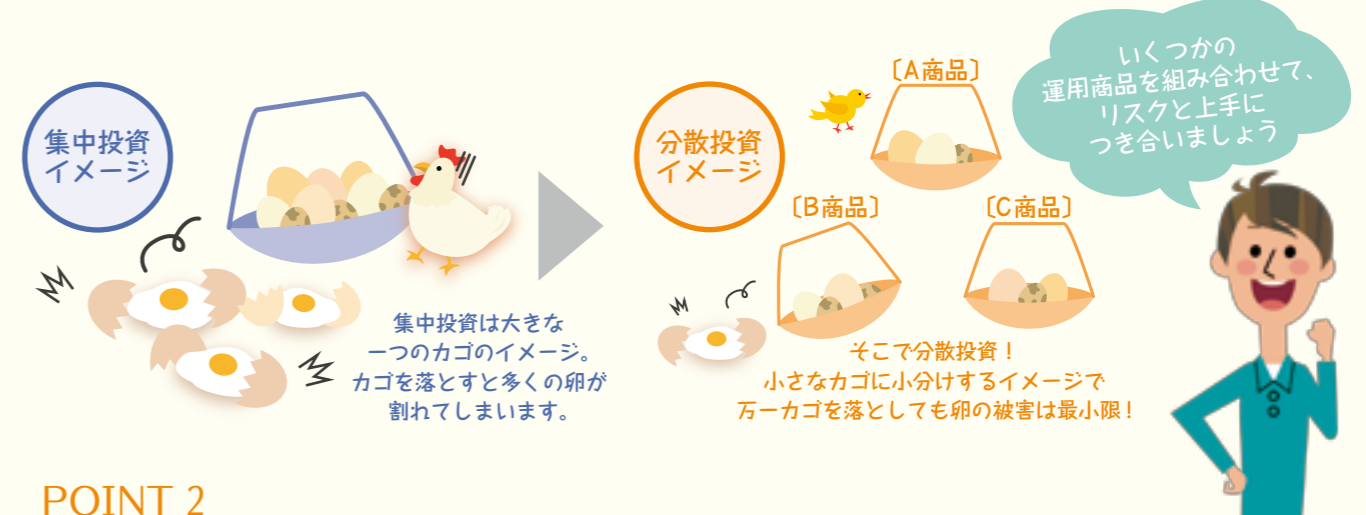 集中投資
イメージ
集中投資は大きな
一つのカゴのイメージ。
カゴを落とすと多くの卵が
割れてしまいます。
分散投資
イメージ
〔A商品〕
〔B商品〕
〔C商品〕
そこで分散投資！
小さなカゴに小分けするイメージで
万一カゴを落としても卵の被害は最小限！
いくつかの
運用商品を組み合わせて、
リスクと上手に
つき合いましょう
POINT 2